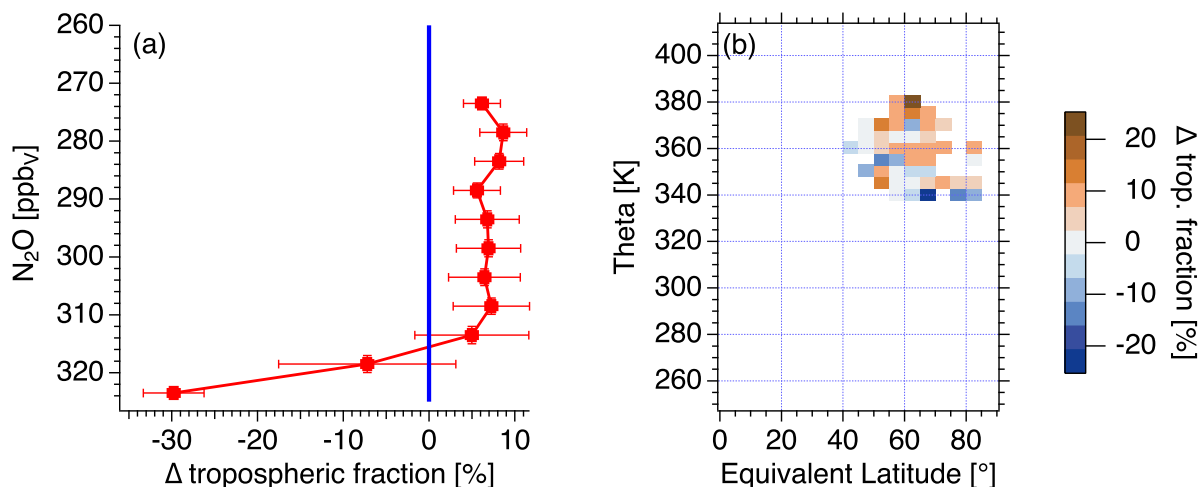 (a)
260
270
280
290
300
310
320
N₂O [ppbv]
-30 -20 -10 0 10
Δ tropospheric fraction [%]
(b)
400
380
360
340
320
300
280
260
Theta [K]
0 20 40 60 80
Equivalent Latitude [°]
20
10
0
-10
-20
Δ trop. fraction [%]